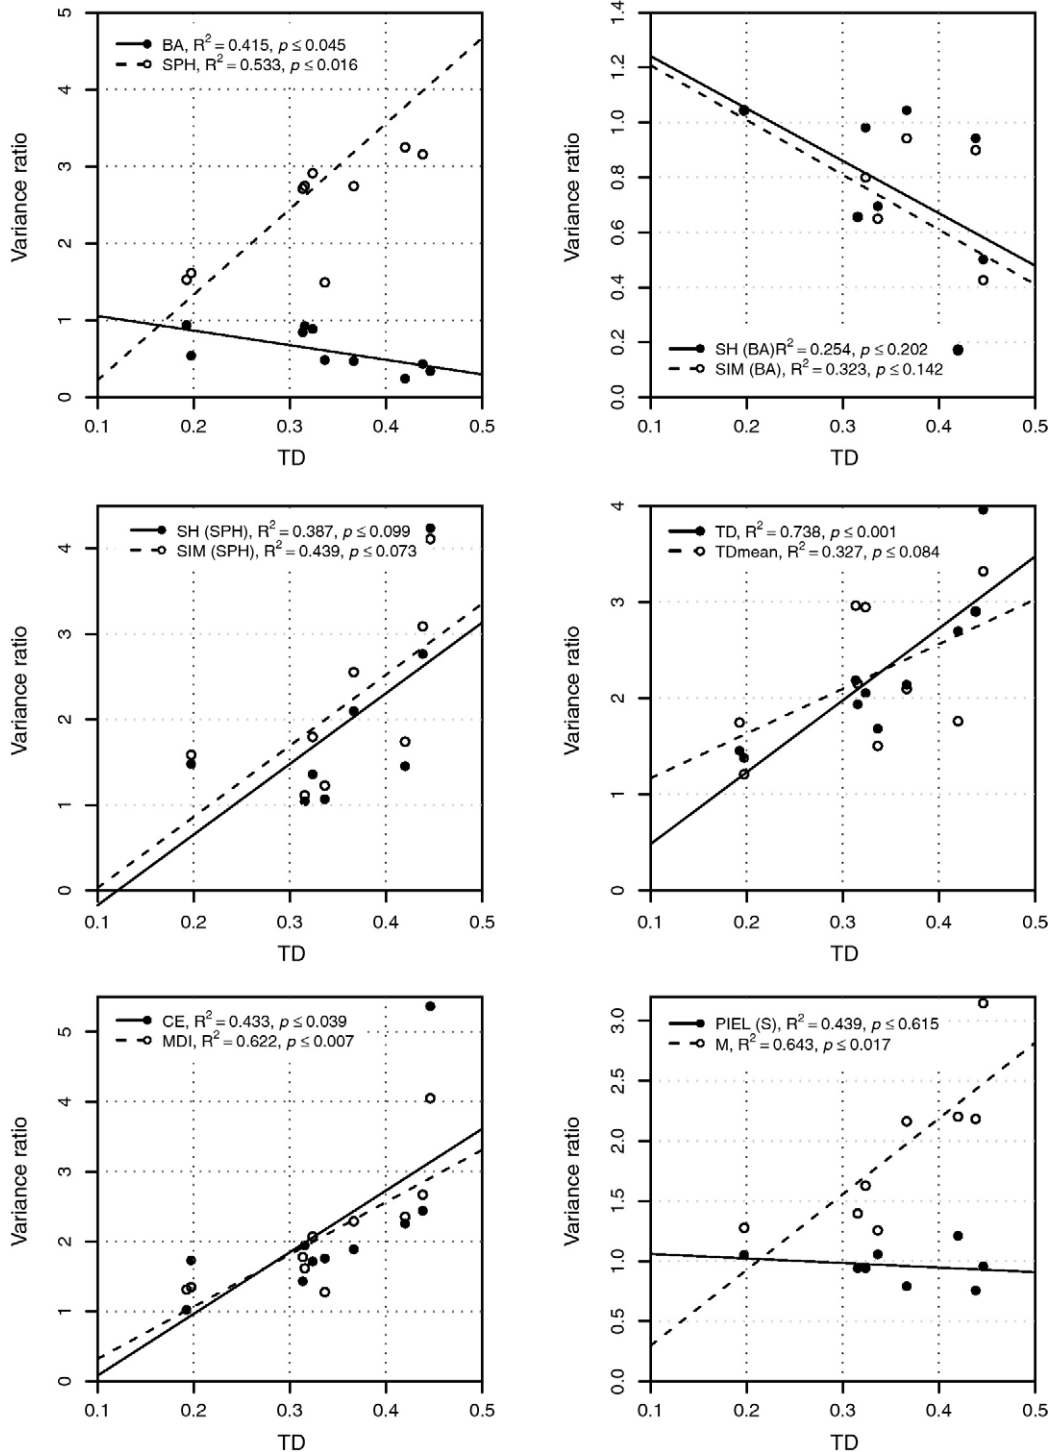 BA, R² = 0.415, p ≤ 0.045
SPH, R² = 0.533, p ≤ 0.016
Variance ratio
0 1 2 3 4 5
0.1 0.2 0.3 0.4 0.5
TD
SH (BA)R² = 0.254, p ≤ 0.202
SIM (BA), R² = 0.323, p ≤ 0.142
Variance ratio
0.0 0.2 0.4 0.6 0.8 1.0 1.2 1.4
0.1 0.3 0.4 0.5
TD
SH (SPH), R² = 0.387, p ≤ 0.099
SIM (SPH), R² = 0.439, p ≤ 0.073
Variance ratio
0 1 2 3 4
0.1 0.2 0.3 0.4 0.5
TD
TD, R² = 0.738, p ≤ 0.001
TDmean, R² = 0.327, p ≤ 0.084
Variance ratio
0 1 2 3 4
0.1 0.3 0.4 0.5
TD
CE, R² = 0.433, p ≤ 0.039
MDI, R² = 0.622, p ≤ 0.007
Variance ratio
0 1 2 3 4 5
0.1 0.2 0.3 0.4 0.5
TD
PIEL (S), R² = 0.439, p ≤ 0.615
M, R² = 0.643, p ≤ 0.017
Variance ratio
0.0 0.5 1.0 1.5 2.0 2.5 3.0
0.1 0.3 0.4 0.5
TD